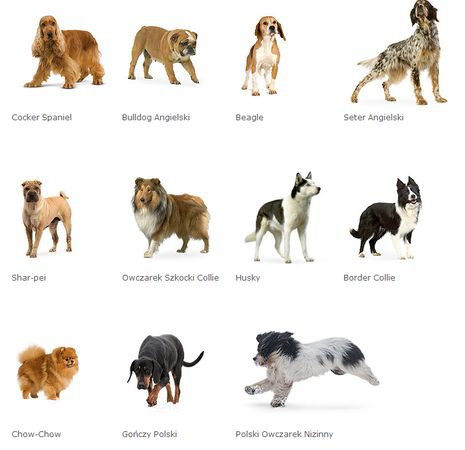 Cocker Spaniel
Bulldog Angielski
Beagle
Seter Angielski
Shar-pei
Owczarek Szkocki Collie
Husky
Border Collie
Chow-Chow
Gończy Polski
Polski Owczarek Nizinny